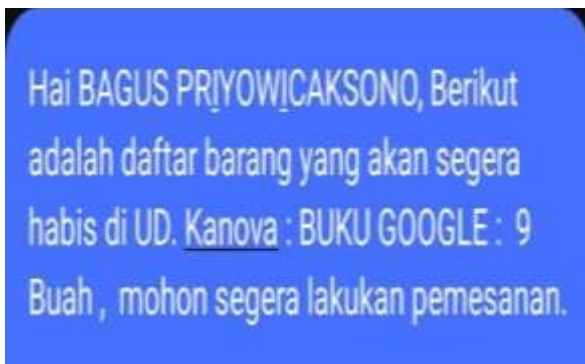 Hai BAGUS PRIYOWICAKSONO, Berikut
adalah daftar barang yang akan segera
habis di UD. Kanova : BUKU GOOGLE : 9
Buah , mohon segera lakukan pemesanan.